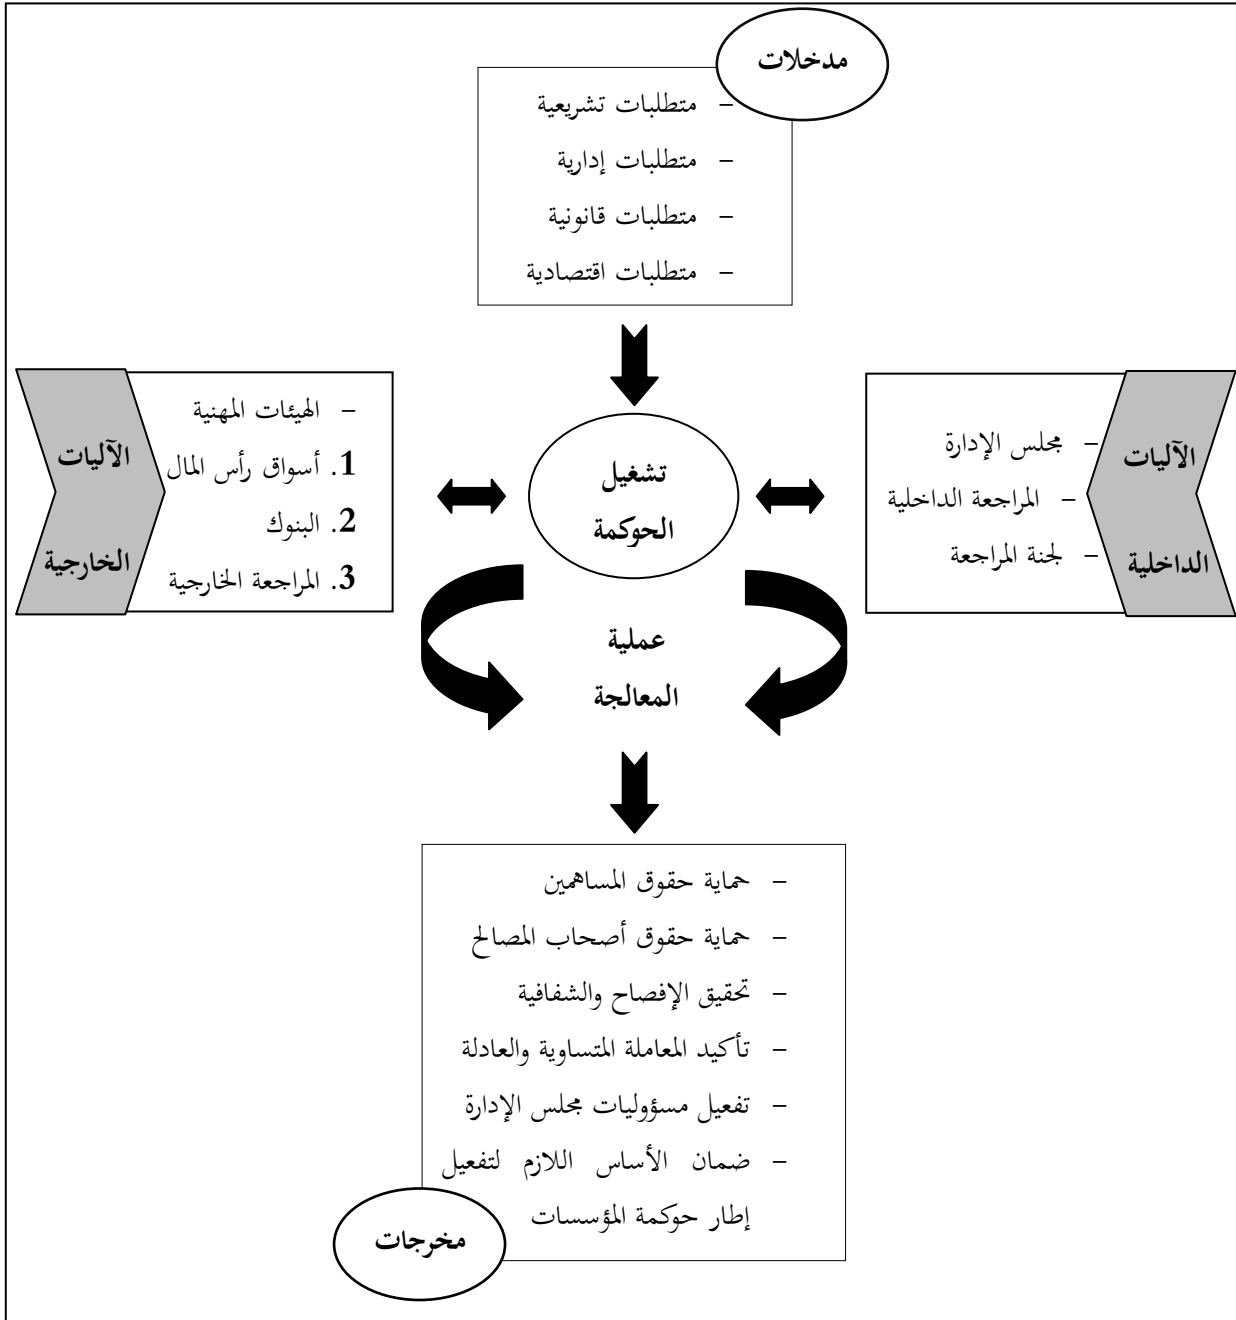 مدخلات
– متطلبات تشريعية
– متطلبات إدارية
– متطلبات قانونية
– متطلبات اقتصادية
الآليات
الداخلية
– مجلس الإدارة
– المراجعة الداخلية
– لجنة المراجعة
تشغيل
الحوكمة
– الهيئات المهنية
1. أسواق رأس المال
2. البنوك
3. المراجعة الخارجية
الآليات
الخارجية
عملية
المعالجة
– حماية حقوق المساهمين
– حماية حقوق أصحاب المصالح
– تحقيق الإفصاح والشفافية
– تأكيد المعاملة المتساوية والعادلة
– تفعيل مسؤوليات مجلس الإدارة
– ضمان الأساس اللازم لتفعيل
إطار حوكمة المؤسسات
مخرجات